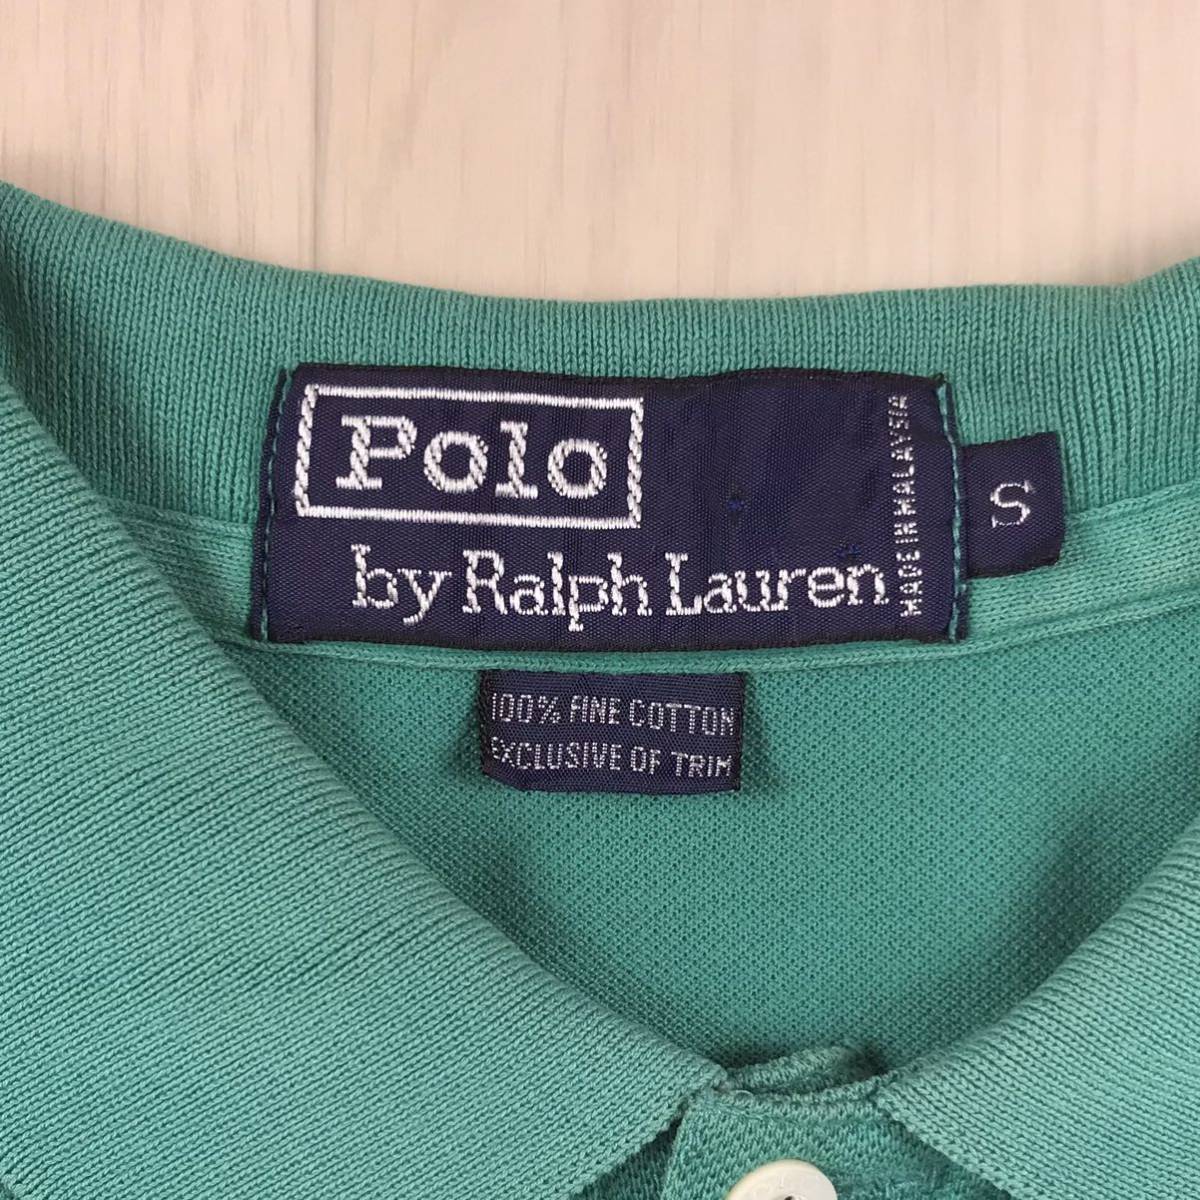 Polo
by Ralph Lauren
MADE IN MALAYSIA
S
100% FINE COTTON
EXCLUSIVE OF TRIM